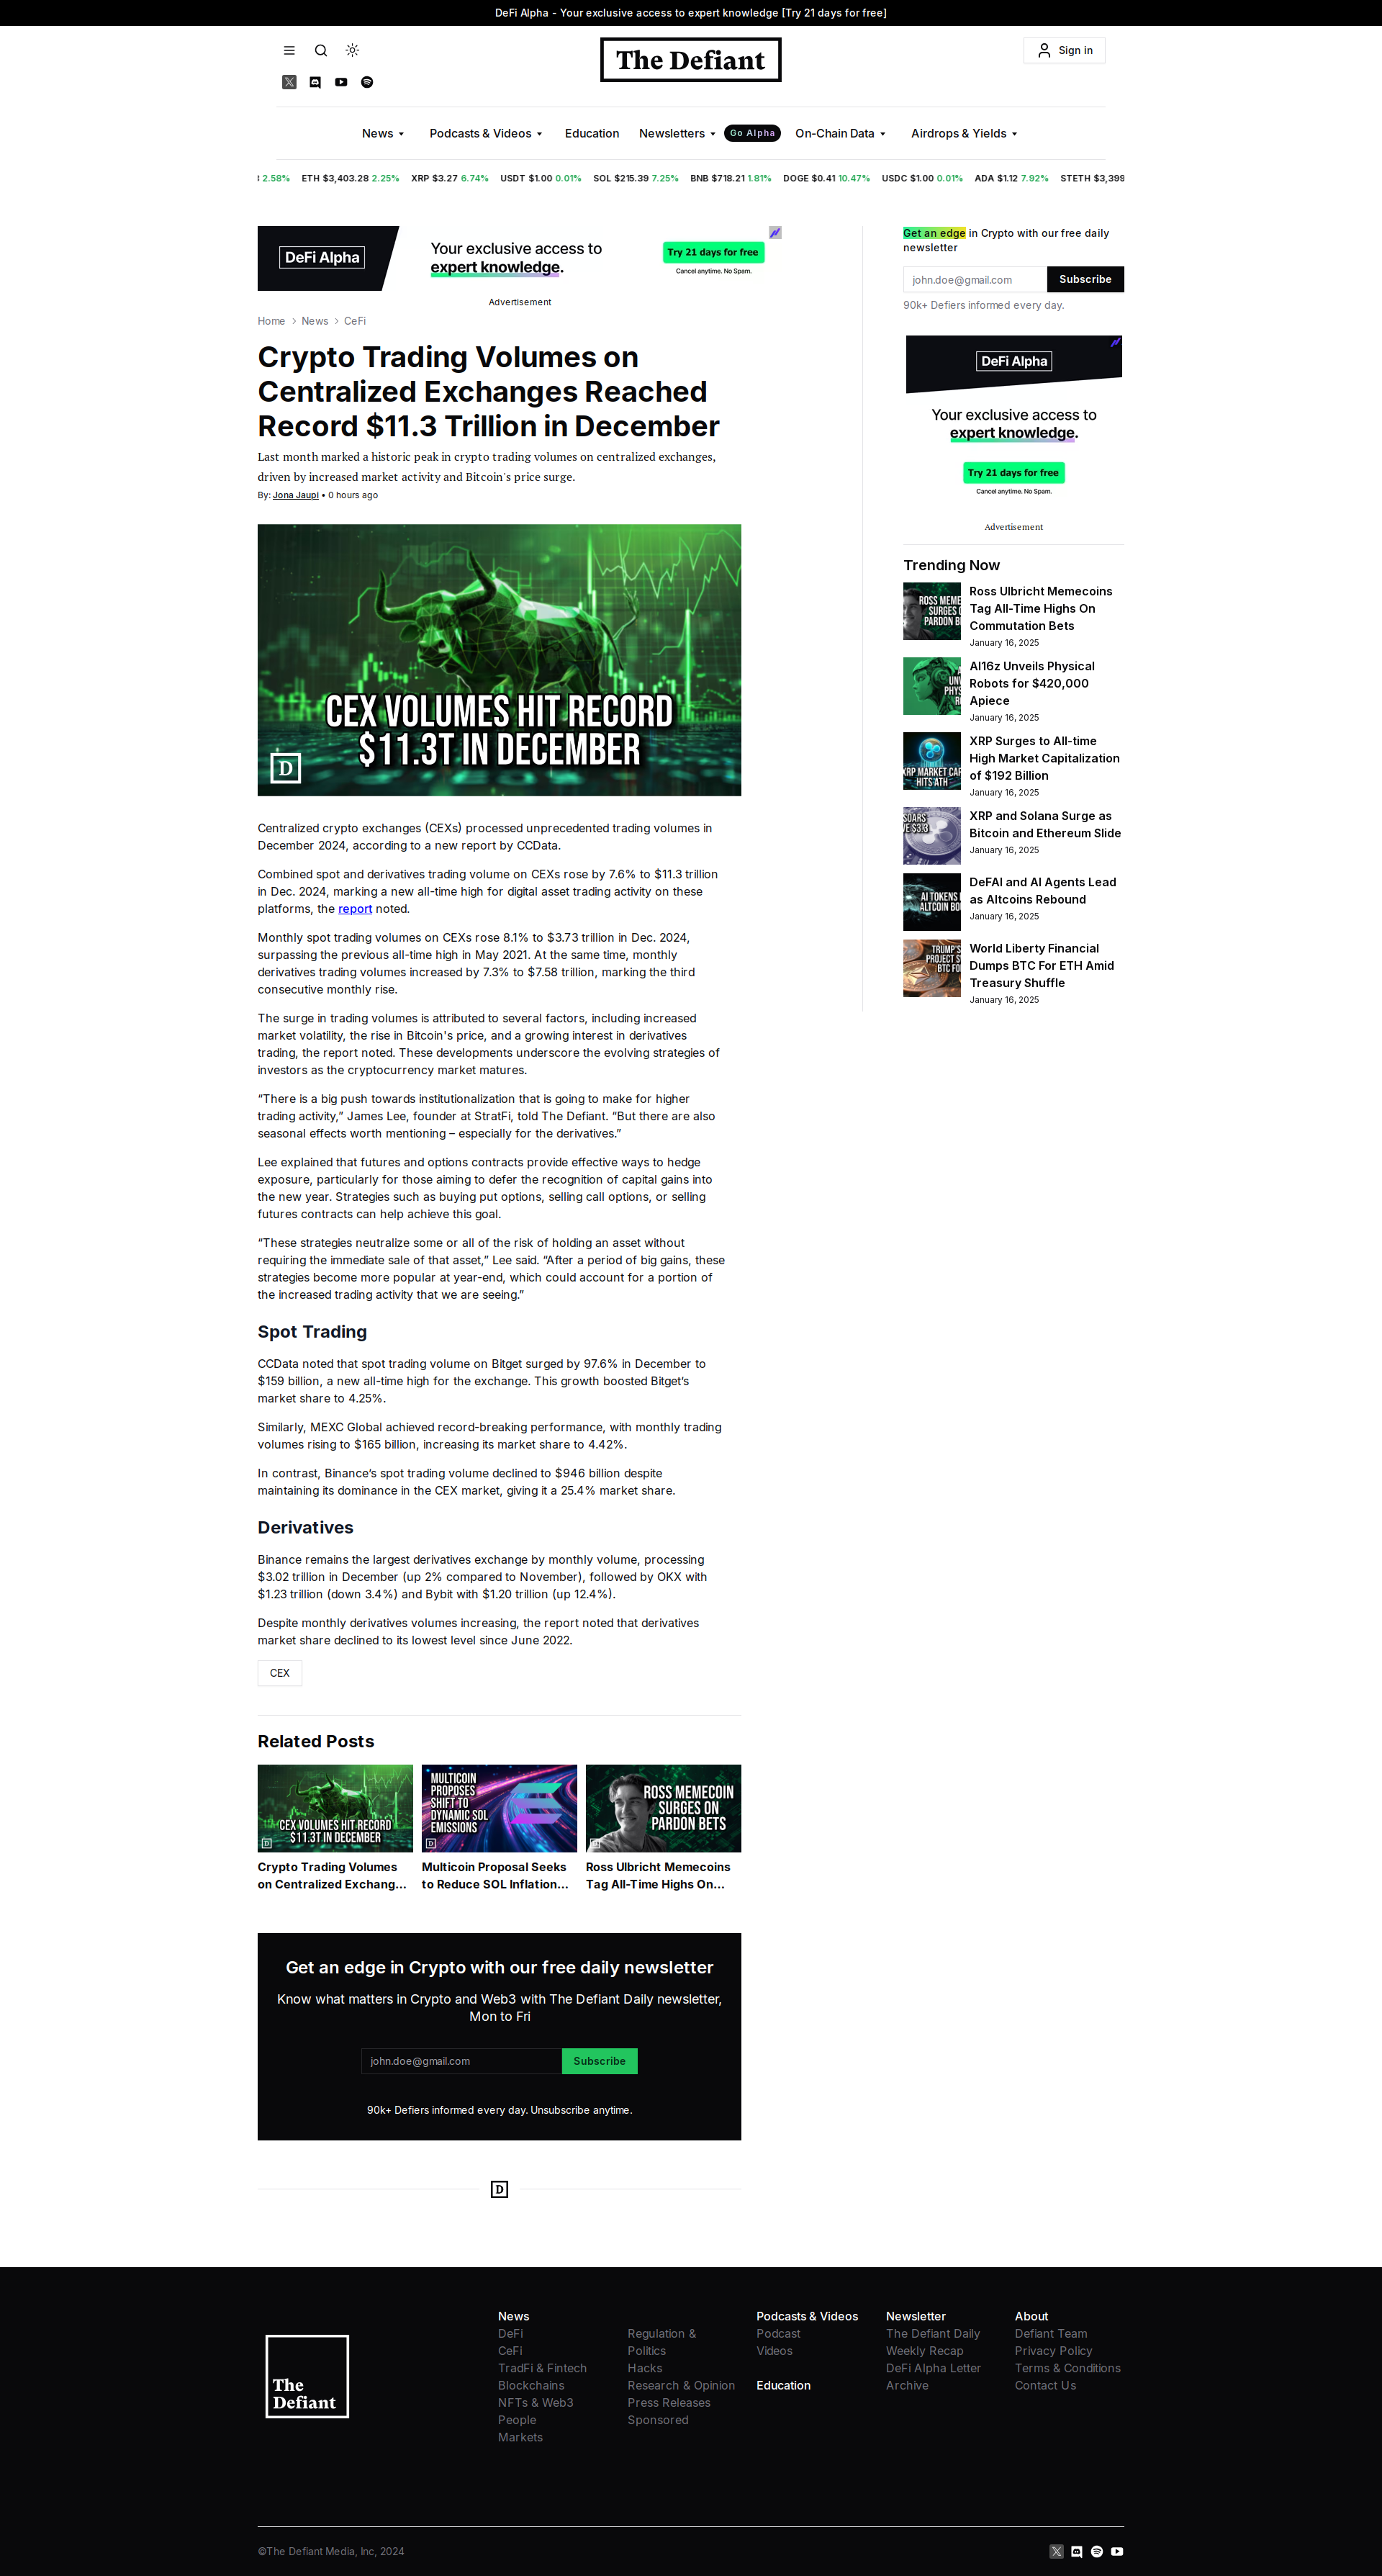 DeFi Alpha - Your exclusive access to expert knowledge [Try 21 days for free]
The Defiant
Sign in
News
Podcasts & Videos
Education
Newsletters
Go Alpha
On-Chain Data
Airdrops & Yields
2.58% ETH $3,403.28 2.25% XRP $3.27 6.74% USDT $1.00 0.01% SOL $215.39 7.25% BNB $718.21 1.81% DOGE $0.41 10.47% USDC $1.00 0.01% ADA $1.12 7.92% STETH $3,399
DeFi Alpha
Your exclusive access to
expert knowledge.
Try 21 days for free
Cancel anytime. No Spam.
Advertisement
Home > News > CeFi
Crypto Trading Volumes on
Centralized Exchanges Reached
Record $11.3 Trillion in December
Last month marked a historic peak in crypto trading volumes on centralized exchanges,
driven by increased market activity and Bitcoin's price surge.
By: Jona Jaupi • 0 hours ago
CEX VOLUMES HIT RECORD
$11.3T IN DECEMBER
D
Centralized crypto exchanges (CEXs) processed unprecedented trading volumes in
December 2024, according to a new report by CCData.
Combined spot and derivatives trading volume on CEXs rose by 7.6% to $11.3 trillion
in Dec. 2024, marking a new all-time high for digital asset trading activity on these
platforms, the report noted.
Monthly spot trading volumes on CEXs rose 8.1% to $3.73 trillion in Dec. 2024,
surpassing the previous all-time high in May 2021. At the same time, monthly
derivatives trading volumes increased by 7.3% to $7.58 trillion, marking the third
consecutive monthly rise.
The surge in trading volumes is attributed to several factors, including increased
market volatility, the rise in Bitcoin's price, and a growing interest in derivatives
trading, the report noted. These developments underscore the evolving strategies of
investors as the cryptocurrency market matures.
“There is a big push towards institutionalization that is going to make for higher
trading activity,” James Lee, founder at StratFi, told The Defiant. “But there are also
seasonal effects worth mentioning – especially for the derivatives.”
Lee explained that futures and options contracts provide effective ways to hedge
exposure, particularly for those aiming to defer the recognition of capital gains into
the new year. Strategies such as buying put options, selling call options, or selling
futures contracts can help achieve this goal.
“These strategies neutralize some or all of the risk of holding an asset without
requiring the immediate sale of that asset,” Lee said. “After a period of big gains, these
strategies become more popular at year-end, which could account for a portion of
the increased trading activity that we are seeing.”
Spot Trading
CCData noted that spot trading volume on Bitget surged by 97.6% in December to
$159 billion, a new all-time high for the exchange. This growth boosted Bitget’s
market share to 4.25%.
Similarly, MEXC Global achieved record-breaking performance, with monthly trading
volumes rising to $165 billion, increasing its market share to 4.42%.
In contrast, Binance’s spot trading volume declined to $946 billion despite
maintaining its dominance in the CEX market, giving it a 25.4% market share.
Derivatives
Binance remains the largest derivatives exchange by monthly volume, processing
$3.02 trillion in December (up 2% compared to November), followed by OKX with
$1.23 trillion (down 3.4%) and Bybit with $1.20 trillion (up 12.4%).
Despite monthly derivatives volumes increasing, the report noted that derivatives
market share declined to its lowest level since June 2022.
CEX
Related Posts
CEX VOLUMES HIT RECORD
$11.3T IN DECEMBER
Crypto Trading Volumes
on Centralized Exchang...
MULTICOIN
PROPOSES
SHIFT TO
DYNAMIC SOL
EMISSIONS
Multicoin Proposal Seeks
to Reduce SOL Inflation...
ROSS MEMECOIN
SURGES ON
PARDON BETS
Ross Ulbricht Memecoins
Tag All-Time Highs On...
Get an edge in Crypto with our free daily newsletter
Know what matters in Crypto and Web3 with The Defiant Daily newsletter,
Mon to Fri
john.doe@gmail.com
Subscribe
90k+ Defiers informed every day. Unsubscribe anytime.
D
Get an edge in Crypto with our free daily
newsletter
john.doe@gmail.com
Subscribe
90k+ Defiers informed every day.
DeFi Alpha
Your exclusive access to
expert knowledge.
Try 21 days for free
Cancel anytime. No Spam.
Advertisement
Trending Now
Ross Ulbricht Memecoins
Tag All-Time Highs On
Commutation Bets
January 16, 2025
AI16z Unveils Physical
Robots for $420,000
Apiece
January 16, 2025
XRP MARKET CAP
HITS ATH
XRP Surges to All-time
High Market Capitalization
of $192 Billion
January 16, 2025
XRP and Solana Surge as
Bitcoin and Ethereum Slide
January 16, 2025
DeFAI and AI Agents Lead
as Altcoins Rebound
January 16, 2025
World Liberty Financial
Dumps BTC For ETH Amid
Treasury Shuffle
January 16, 2025
The
Defiant
News
DeFi
CeFi
TradFi & Fintech
Blockchains
NFTs & Web3
People
Markets
Regulation &
Politics
Hacks
Research & Opinion
Press Releases
Sponsored
Podcasts & Videos
Podcast
Videos
Education
Newsletter
The Defiant Daily
Weekly Recap
DeFi Alpha Letter
Archive
About
Defiant Team
Privacy Policy
Terms & Conditions
Contact Us
©The Defiant Media, Inc, 2024